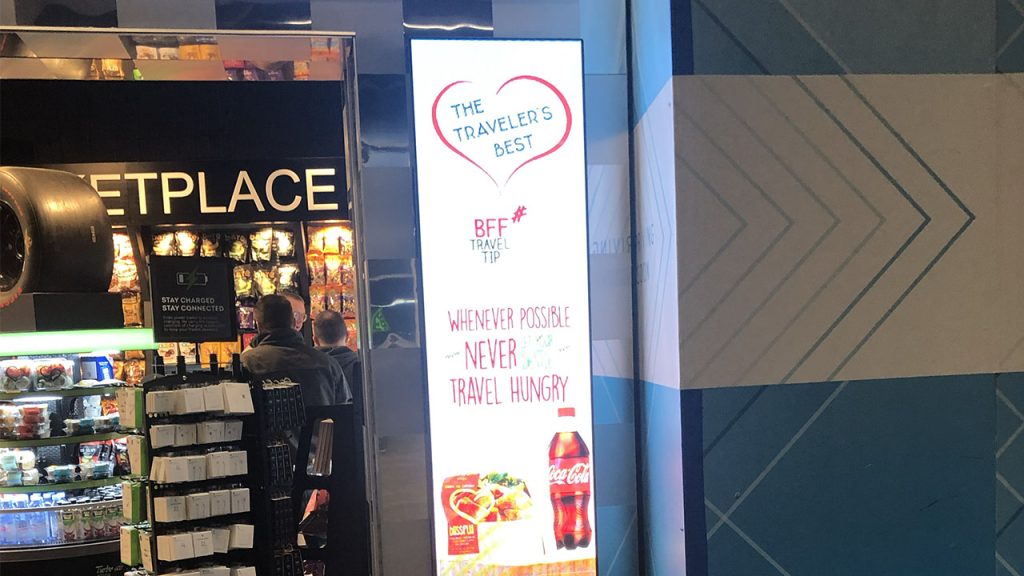 ETPLACE
STAY CHARGED
STAY CONNECTED
THE
TRAVELER'S
BEST
#
BFF
TRAVEL
TIP
WHENEVER POSSIBLE
NEVER
TRAVEL HUNGRY
Coca-Cola